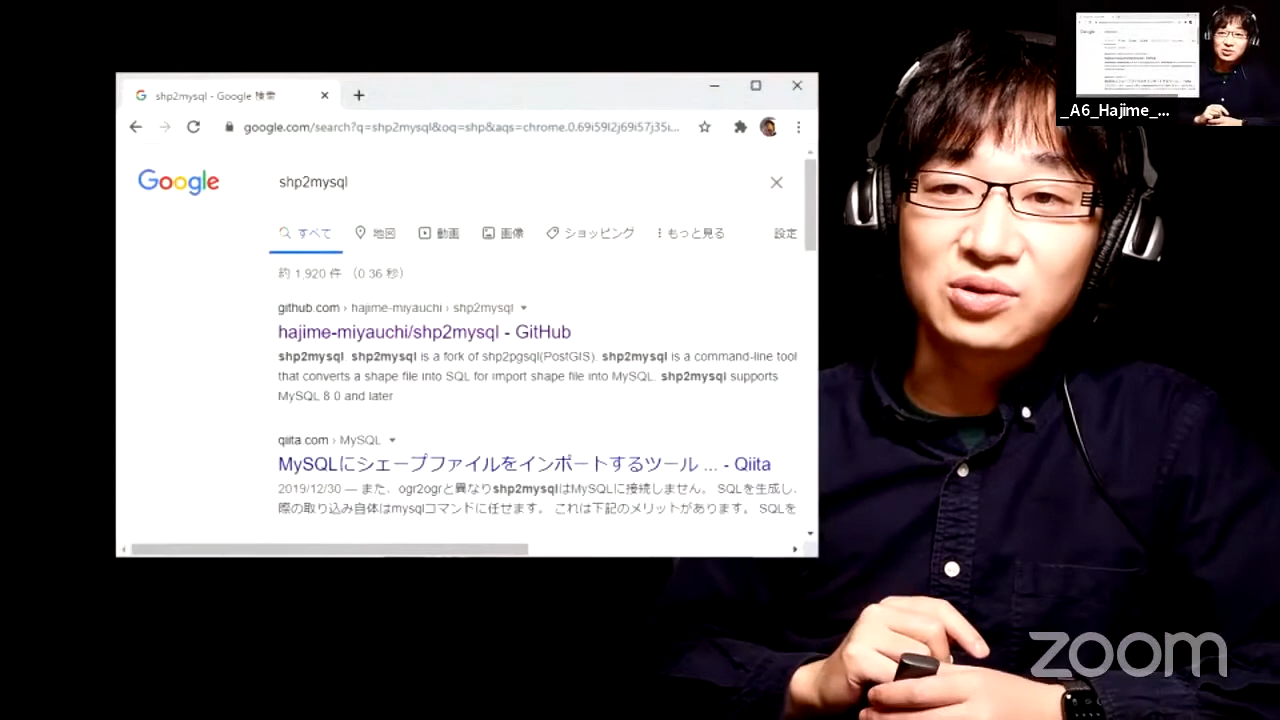 shp2mysql - Google 検索
google.com/search?q=shp2mysql&oq=shp&aqs=chrome.0.69i59l2j69i57j35i...
Google
shp2mysql
すべて 地図 動画 画像 ショッピング もっと見る 設定
約 1,920 件 (0.36 秒)
github.com › hajime-miyauchi › shp2mysql
hajime-miyauchi/shp2mysql - GitHub
shp2mysql. shp2mysql is a fork of shp2pgsql(PostGIS). shp2mysql is a command-line tool
that converts a shape file into SQL for import shape file into MySQL. shp2mysql supports
MySQL 8.0 and later
qiita.com › MySQL
MySQLにシェープファイルをインポートするツール ... - Qiita
2019/12/30 — また、ogr2ogrと異なりshp2mysqlはMySQLに接続しません。 SQLを生成し、
際の取り込み自体はmysqlコマンドに任せます。 これは下記のメリットがあります。 SQLを
_A6_Hajime_...
zoom